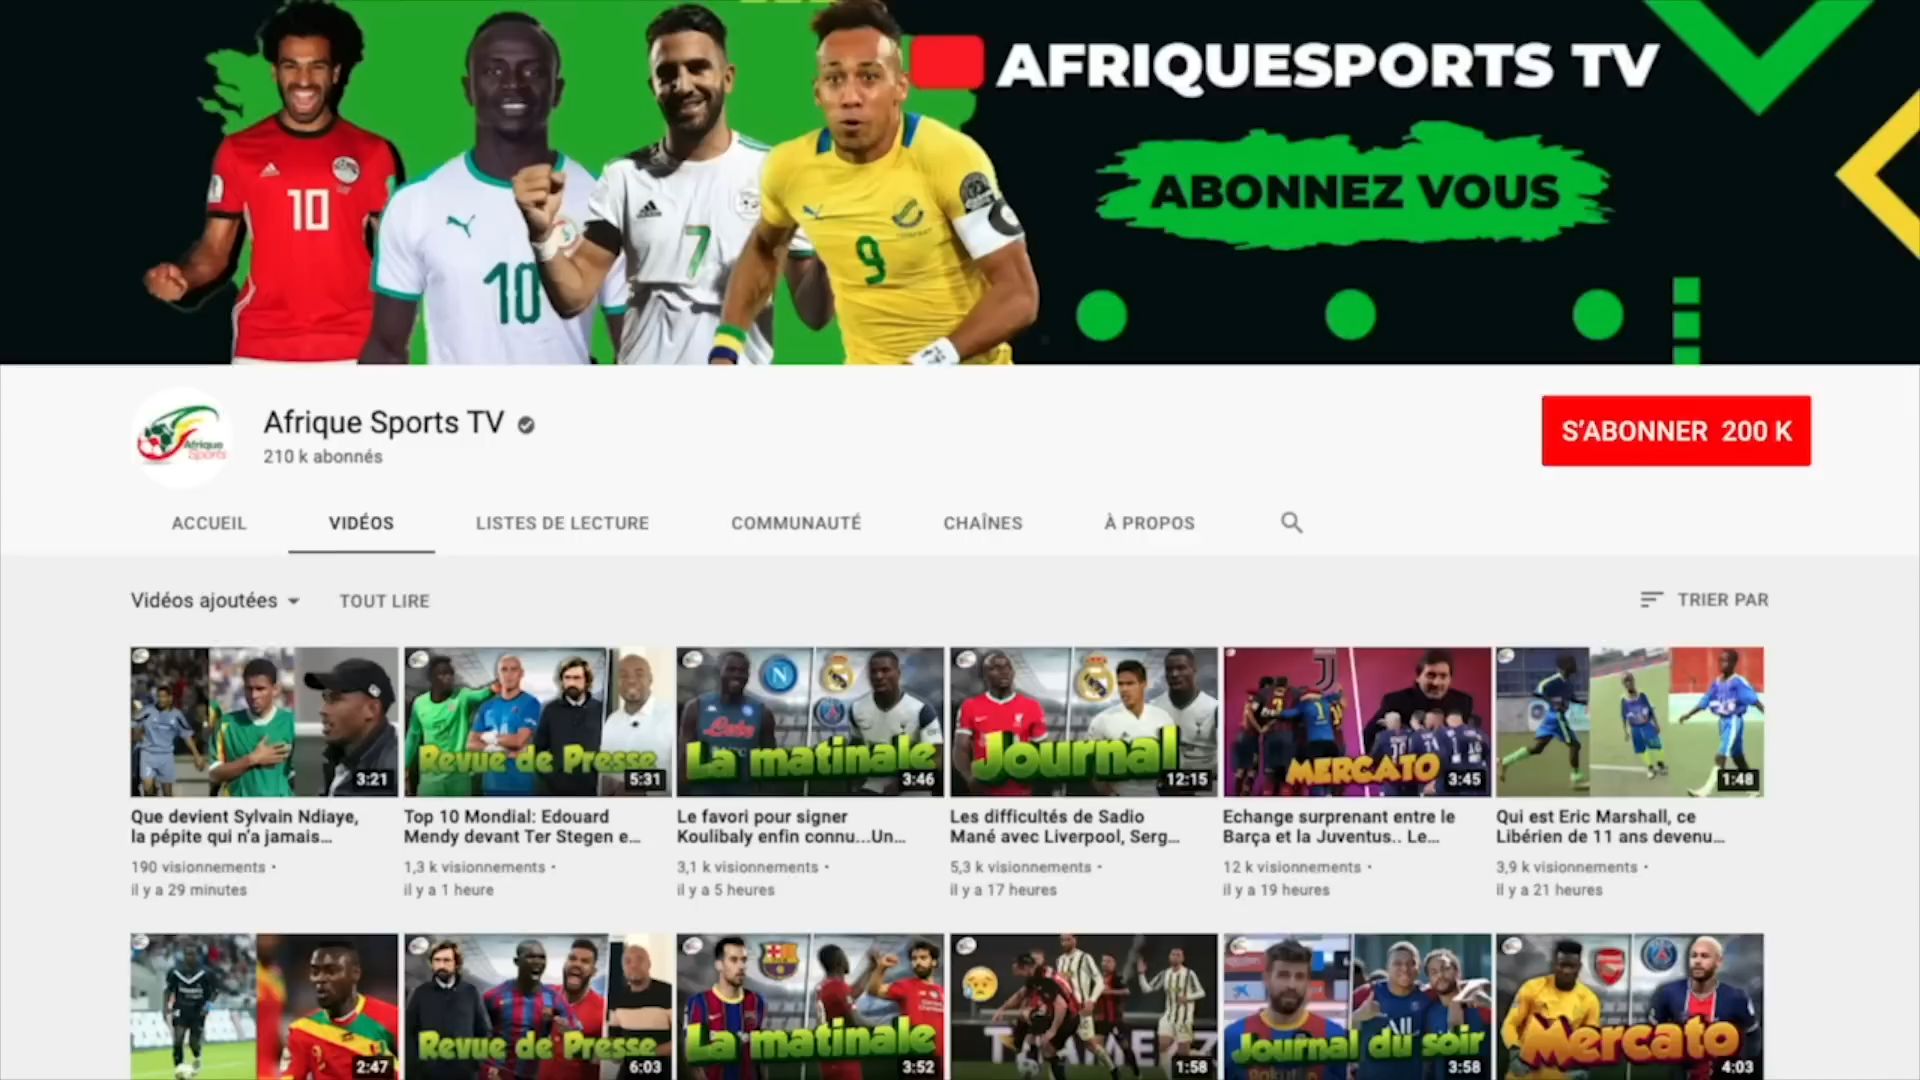 AFRIQUESPORTS TV
ABONNEZ VOUS
10
10
7
9
Afrique Sports
Afrique Sports TV
210 k abonnés
S'ABONNER 200 K
ACCUEIL
VIDÉOS
LISTES DE LECTURE
COMMUNAUTÉ
CHAÎNES
À PROPOS
Vidéos ajoutées
TOUT LIRE
TRIER PAR
3:21
Revue de Presse
5:31
La matinale
3:46
Journal
12:15
MERCATO
3:45
1:48
Que devient Sylvain Ndiaye,
la pépite qui n'a jamais...
190 visionnements •
il y a 29 minutes
Top 10 Mondial: Edouard
Mendy devant Ter Stegen e...
1,3 k visionnements •
il y a 1 heure
Le favori pour signer
Koulibaly enfin connu...Un...
3,1 k visionnements •
il y a 5 heures
Les difficultés de Sadio
Mané avec Liverpool, Serg...
5,3 k visionnements •
il y a 17 heures
Echange surprenant entre le
Barça et la Juventus.. Le...
12 k visionnements •
il y a 19 heures
Qui est Eric Marshall, ce
Libérien de 11 ans devenu...
3,9 k visionnements •
il y a 21 heures
2:47
Revue de Presse
6:03
La matinale
3:52
1:58
Journal du soir
3:58
Mercato
4:03